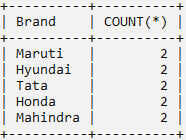 +----------+----------+
| Brand    | COUNT(*) |
+----------+----------+
| Maruti   |        2 |
| Hyundai  |        2 |
| Tata     |        2 |
| Honda    |        2 |
| Mahindra |        2 |
+----------+----------+